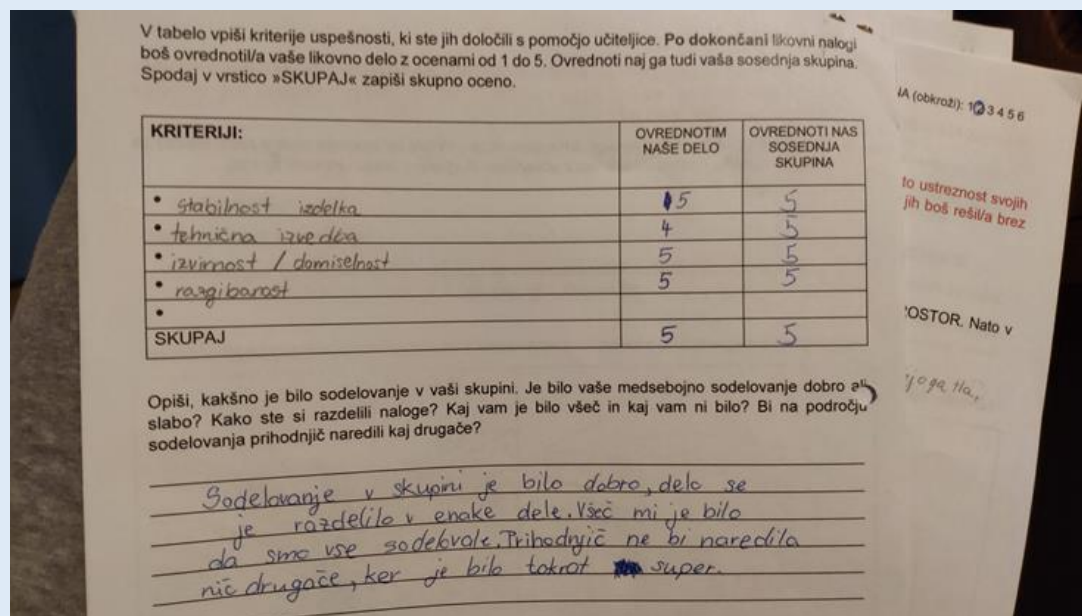 V tabelo vpiši kriterije uspešnosti, ki ste jih določili s pomočjo učiteljice. Po dokončani likovni nalogi
boš ovrednotil/a vaše likovno delo z ocenami od 1 do 5. Ovrednoti naj ga tudi vaša sosednja skupina.
Spodaj v vrstico »SKUPAJ« zapiši skupno oceno.
KRITERIJI:
OVREDNOTIM
NAŠE DELO
OVREDNOTI NAS
SOSEDNJA
SKUPINA
• stabilnost izdelka 5 5
• tehnična izvedba 4 5
• izvirnost / domiselnost 5 5
• razgibanost 5 5
•
SKUPAJ 5 5
Opiši, kakšno je bilo sodelovanje v vaši skupini. Je bilo vaše medsebojno sodelovanje dobro ali
slabo? Kako ste si razdelili naloge? Kaj vam je bilo všeč in kaj vam ni bilo? Bi na področju
sodelovanja prihodnjič naredili kaj drugače?
Sodelovanje v skupini je bilo dobro, delo se
je razdelilo v enake dele. Všeč mi je bilo
da smo vse sodelovale. Prihodnjič ne bi naredila
nič drugače, ker je bilo tokrat super.
(obkroži): 1 2 3 4 5 6
to ustreznost svojih
jih boš rešil/a brez
OSTOR. Nato v